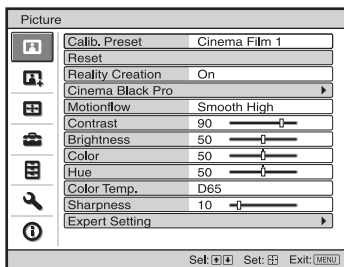 Picture
Calib. Preset Cinema Film 1
Reset
Reality Creation On
Cinema Black Pro
Motionflow Smooth High
Contrast 90
Brightness 50
Color 50
Hue 50
Color Temp. D65
Sharpness 10
Expert Setting
Sel: Set: Exit: MENU